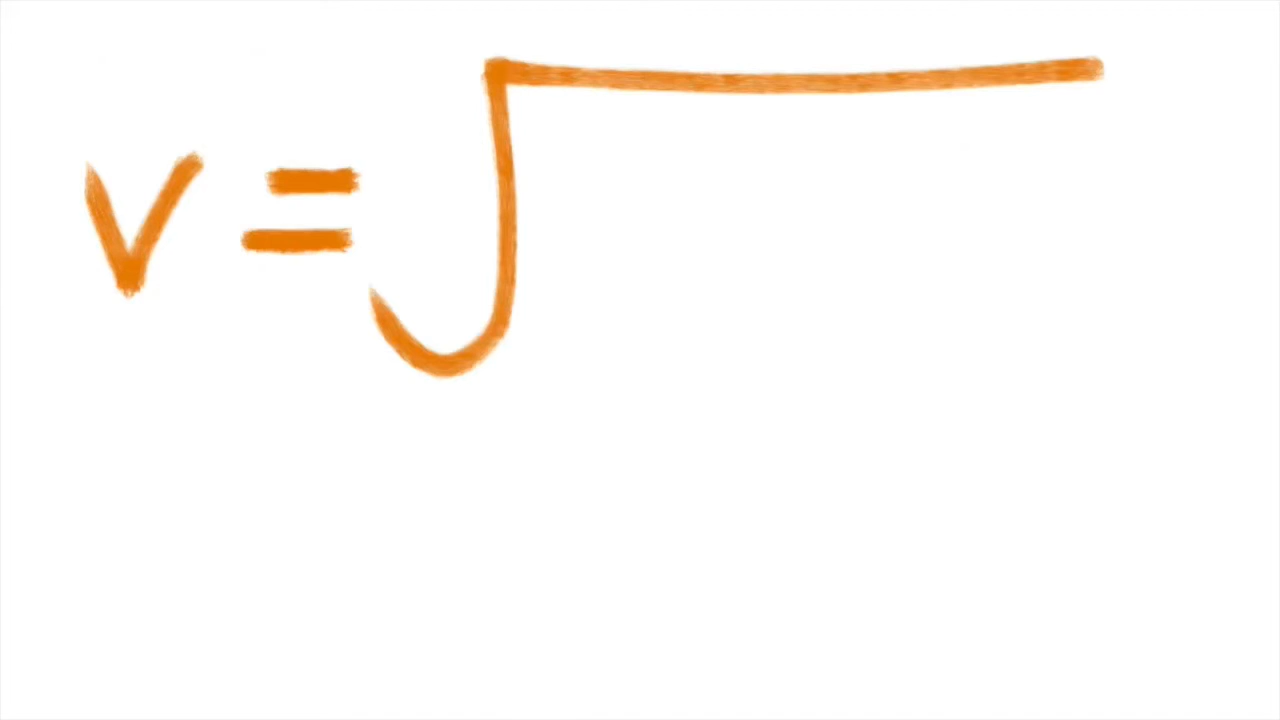 v = √